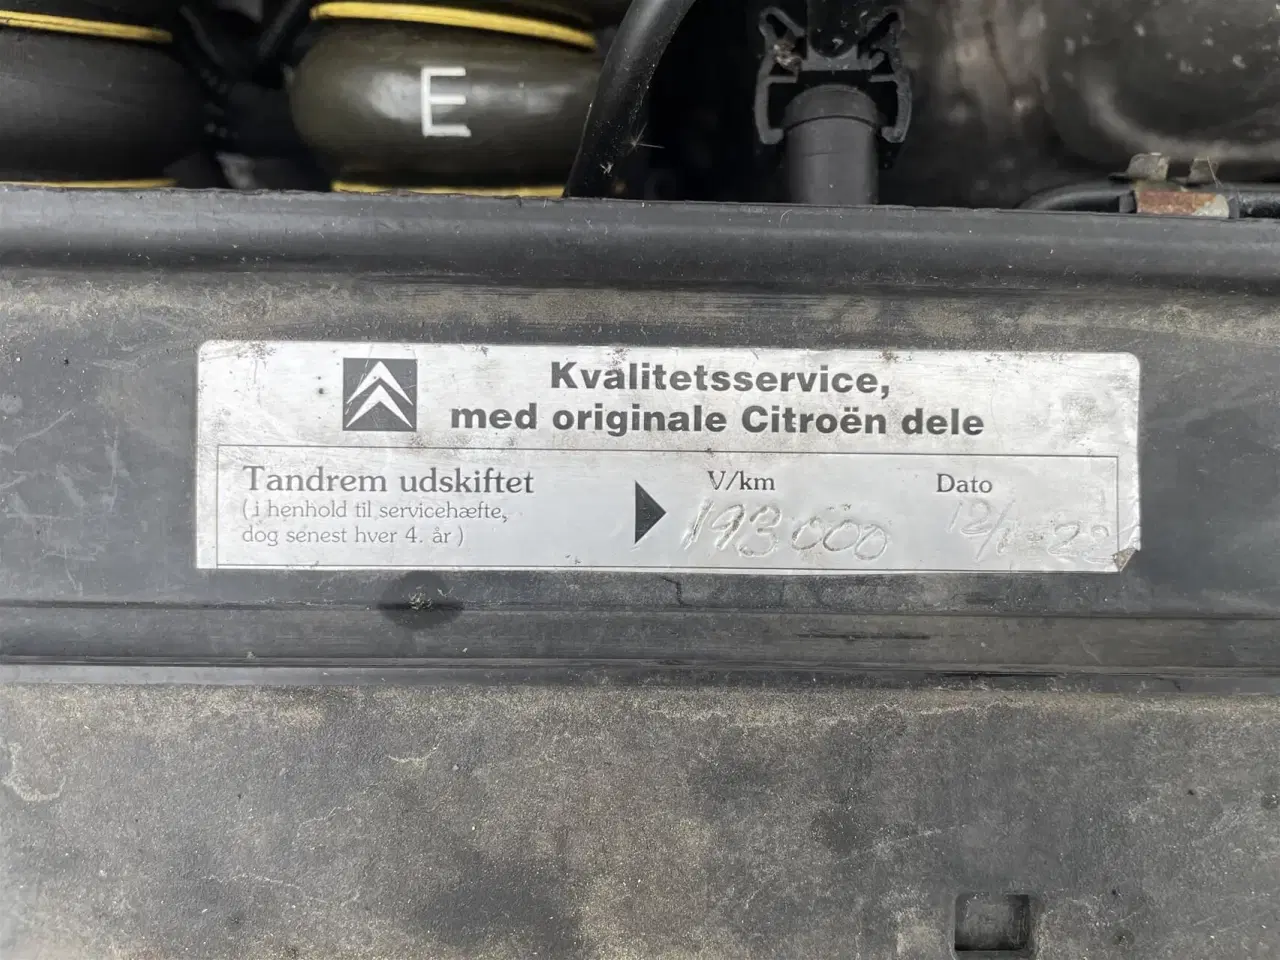 E
Kvalitetsservice,
med originale Citroën dele
Tandrem udskiftet
( i henhold til servicehæfte,
dog senest hver 4. år )
V/km
193000
Dato